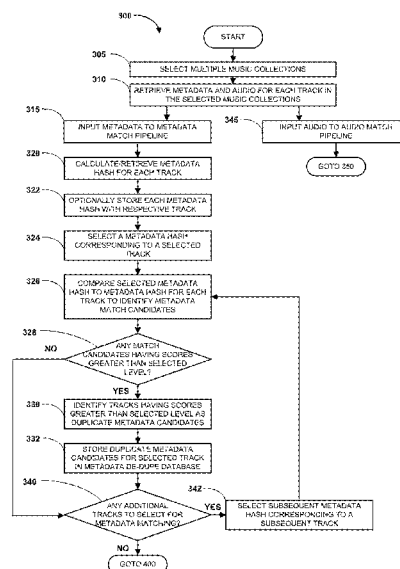 300
START
305
SELECT MULTIPLE MUSIC COLLECTIONS
310
RETRIEVE METADATA AND AUDIO FOR EACH TRACK IN
THE SELECTED MUSIC COLLECTIONS
315
INPUT METADATA TO METADATA
MATCH PIPELINE
345
INPUT AUDIO TO AUDIO MATCH
PIPELINE
GOTO 350
320
CALCULATE/RETRIEVE METADATA
HASH FOR EACH TRACK
322
OPTIONALLY STORE EACH METADATA
HASH WITH RESPECTIVE TRACK
324
SELECT A METADATA HASH
CORRESPONDING TO A SELECTED
TRACK
326
COMPARE SELECTED METADATA
HASH TO METADATA HASH FOR EACH
TRACK TO IDENTIFY METADATA
MATCH CANDIDATES
328
NO
ANY MATCH
CANDIDATES HAVING SCORES
GREATER THAN SELECTED
LEVEL?
YES
330
IDENTIFY TRACKS HAVING SCORES
GREATER THAN SELECTED LEVEL AS
DUPLICATE METADATA CANDIDATES
332
STORE DUPLICATE METADATA
CANDIDATES FOR SELECTED TRACK
IN METADATA DE-DUPE DATABASE
340
ANY ADDITIONAL
TRACKS TO SELECT FOR
METADATA MATCHING?
YES
342
SELECT SUBSEQUENT METADATA
HASH CORRESPONDING TO A
SUBSEQUENT TRACK
NO
GOTO 400